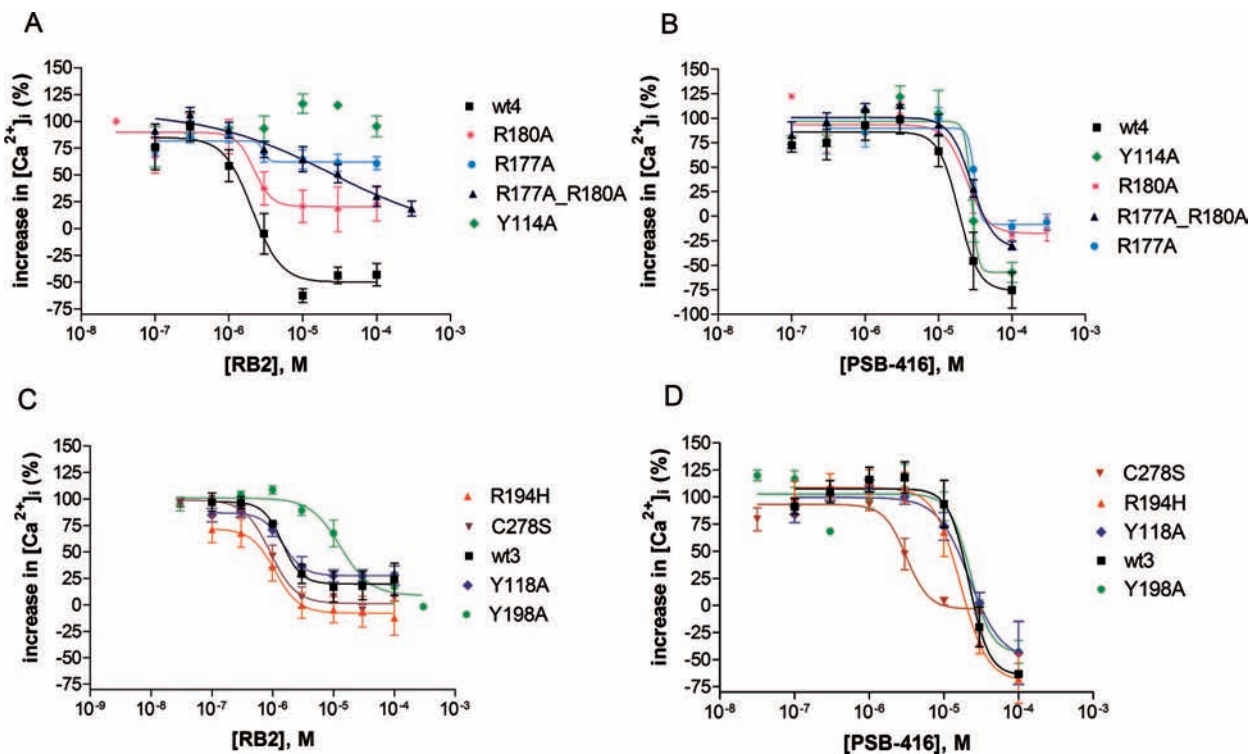 A
increase in [Ca2+]i (%)
150
125
100
75
50
25
0
-25
-50
-75
10-8
10-7
10-6
10-5
10-4
10-3
[RB2], M
wt4
R180A
R177A
R177A_R180A
Y114A
B
increase in [Ca2+]i (%)
150
125
100
75
50
25
0
-25
-50
-75
-100
10-8
10-7
10-6
10-5
10-4
10-3
[PSB-416], M
wt4
Y114A
R180A
R177A_R180A
R177A
C
increase in [Ca2+]i (%)
150
125
100
75
50
25
0
-25
-50
-75
10-9
10-8
10-7
10-6
10-5
10-4
10-3
[RB2], M
R194H
C278S
wt3
Y118A
Y198A
D
increase in [Ca2+]i (%)
150
125
100
75
50
25
0
-25
-50
-75
10-8
10-7
10-6
10-5
10-4
10-3
[PSB-416], M
C278S
R194H
Y118A
wt3
Y198A